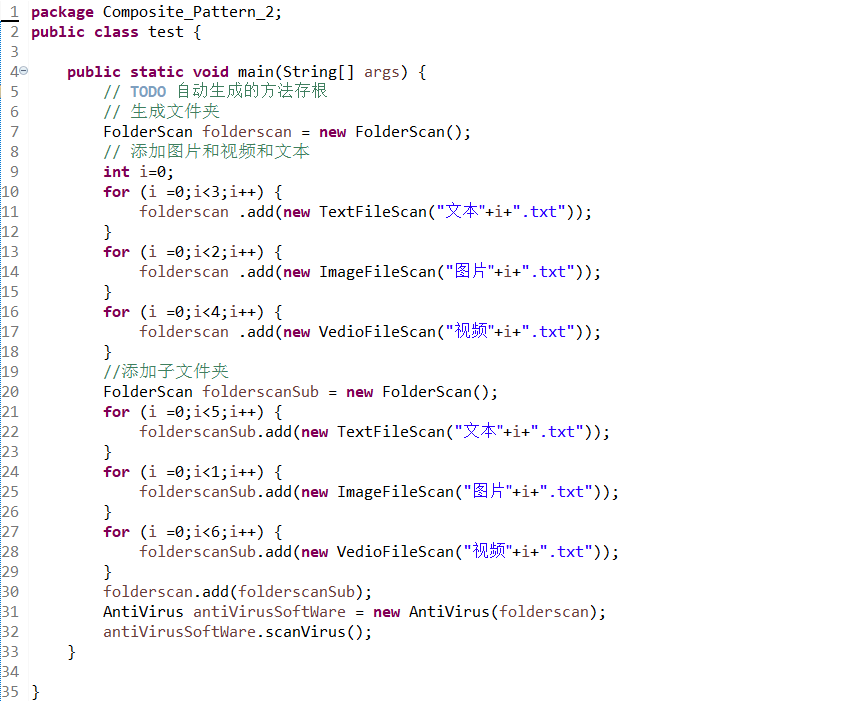 1 package Composite_Pattern_2;
2 public class test {
3
4 public static void main(String[] args) {
5 // TODO 自动生成的方法存根
6 // 生成文件夹
7 FolderScan folderscan = new FolderScan();
8 // 添加图片和视频和文本
9 int i=0;
10 for (i =0;i<3;i++) {
11 folderscan .add(new TextFileScan("文本"+i+".txt"));
12 }
13 for (i =0;i<2;i++) {
14 folderscan .add(new ImageFileScan("图片"+i+".txt"));
15 }
16 for (i =0;i<4;i++) {
17 folderscan .add(new VedioFileScan("视频"+i+".txt"));
18 }
19 //添加子文件夹
20 FolderScan folderscanSub = new FolderScan();
21 for (i =0;i<5;i++) {
22 folderscanSub.add(new TextFileScan("文本"+i+".txt"));
23 }
24 for (i =0;i<1;i++) {
25 folderscanSub.add(new ImageFileScan("图片"+i+".txt"));
26 }
27 for (i =0;i<6;i++) {
28 folderscanSub.add(new VedioFileScan("视频"+i+".txt"));
29 }
30 folderscan.add(folderscanSub);
31 AntiVirus antiVirusSoftWare = new AntiVirus(folderscan);
32 antiVirusSoftWare.scanVirus();
33 }
34
35 }